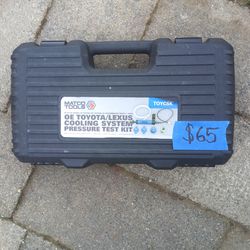 MATCO
TOOLS
TOYCSK
OE TOYOTA/LEXUS
COOLING SYSTEM
PRESSURE TEST KIT
$65